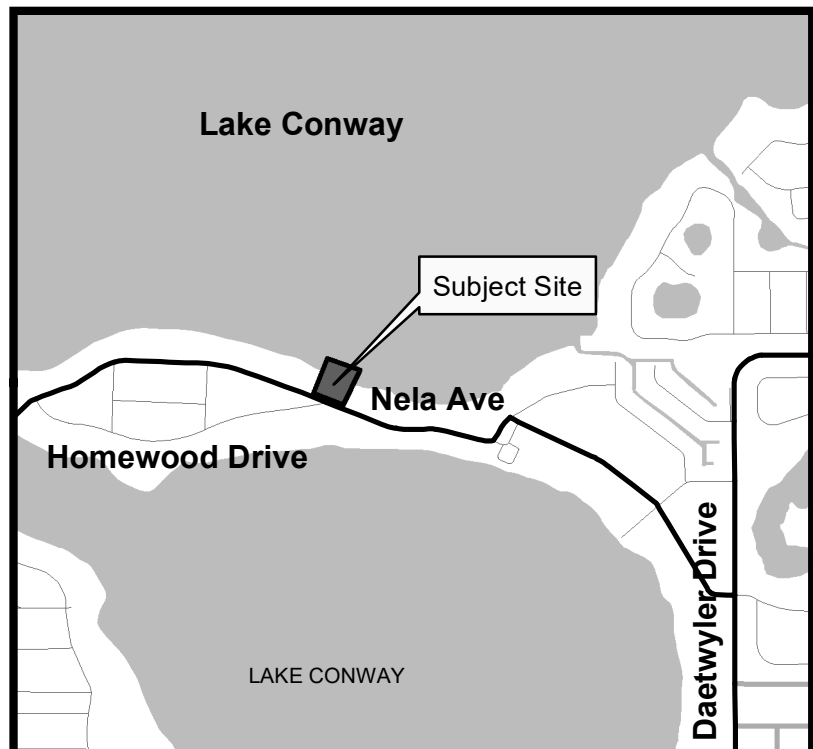 Lake Conway
Subject Site
Nela Ave
Homewood Drive
Daetwyler Drive
LAKE CONWAY